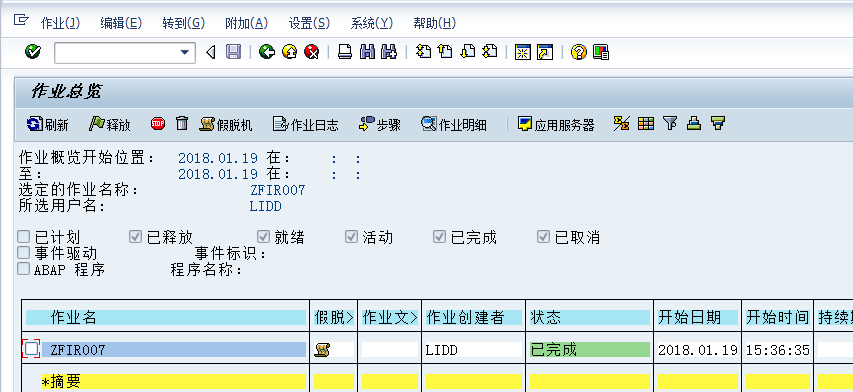 作业(J) 编辑(E) 转到(G) 附加(A) 设置(S) 系统(Y) 帮助(H)
作业总览
刷新 释放 STOP 假脱机 作业日志 步骤 作业明细 应用服务器
作业概览开始位置： 2018.01.19 在： : :
至： 2018.01.19 在： : :
选定的作业名称： ZFIR007
所选用户名: LIDD
已计划 已释放 就绪 活动 已完成 已取消
事件驱动 事件标识：
ABAP 程序 程序名称：
作业名 假脱> 作业文> 作业创建者 状态 开始日期 开始时间 持续
ZFIR007 LIDD 已完成 2018.01.19 15:36:35
*摘要